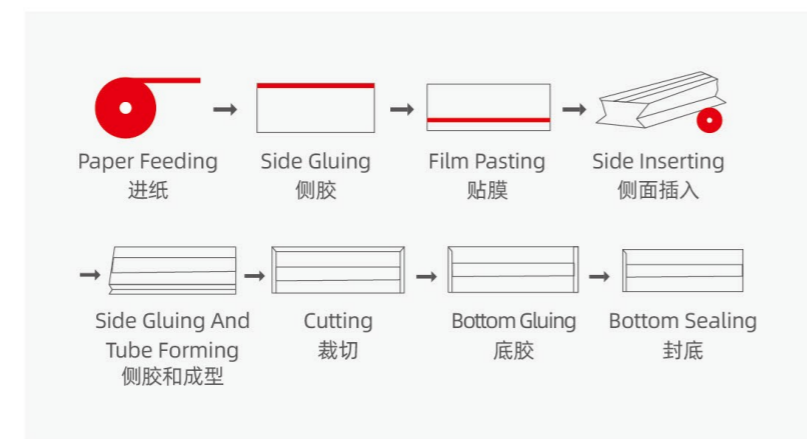 Paper Feeding
进纸
Side Gluing
侧胶
Film Pasting
贴膜
Side Inserting
侧面插入
Side Gluing And
Tube Forming
侧胶和成型
Cutting
裁切
Bottom Gluing
底胶
Bottom Sealing
封底